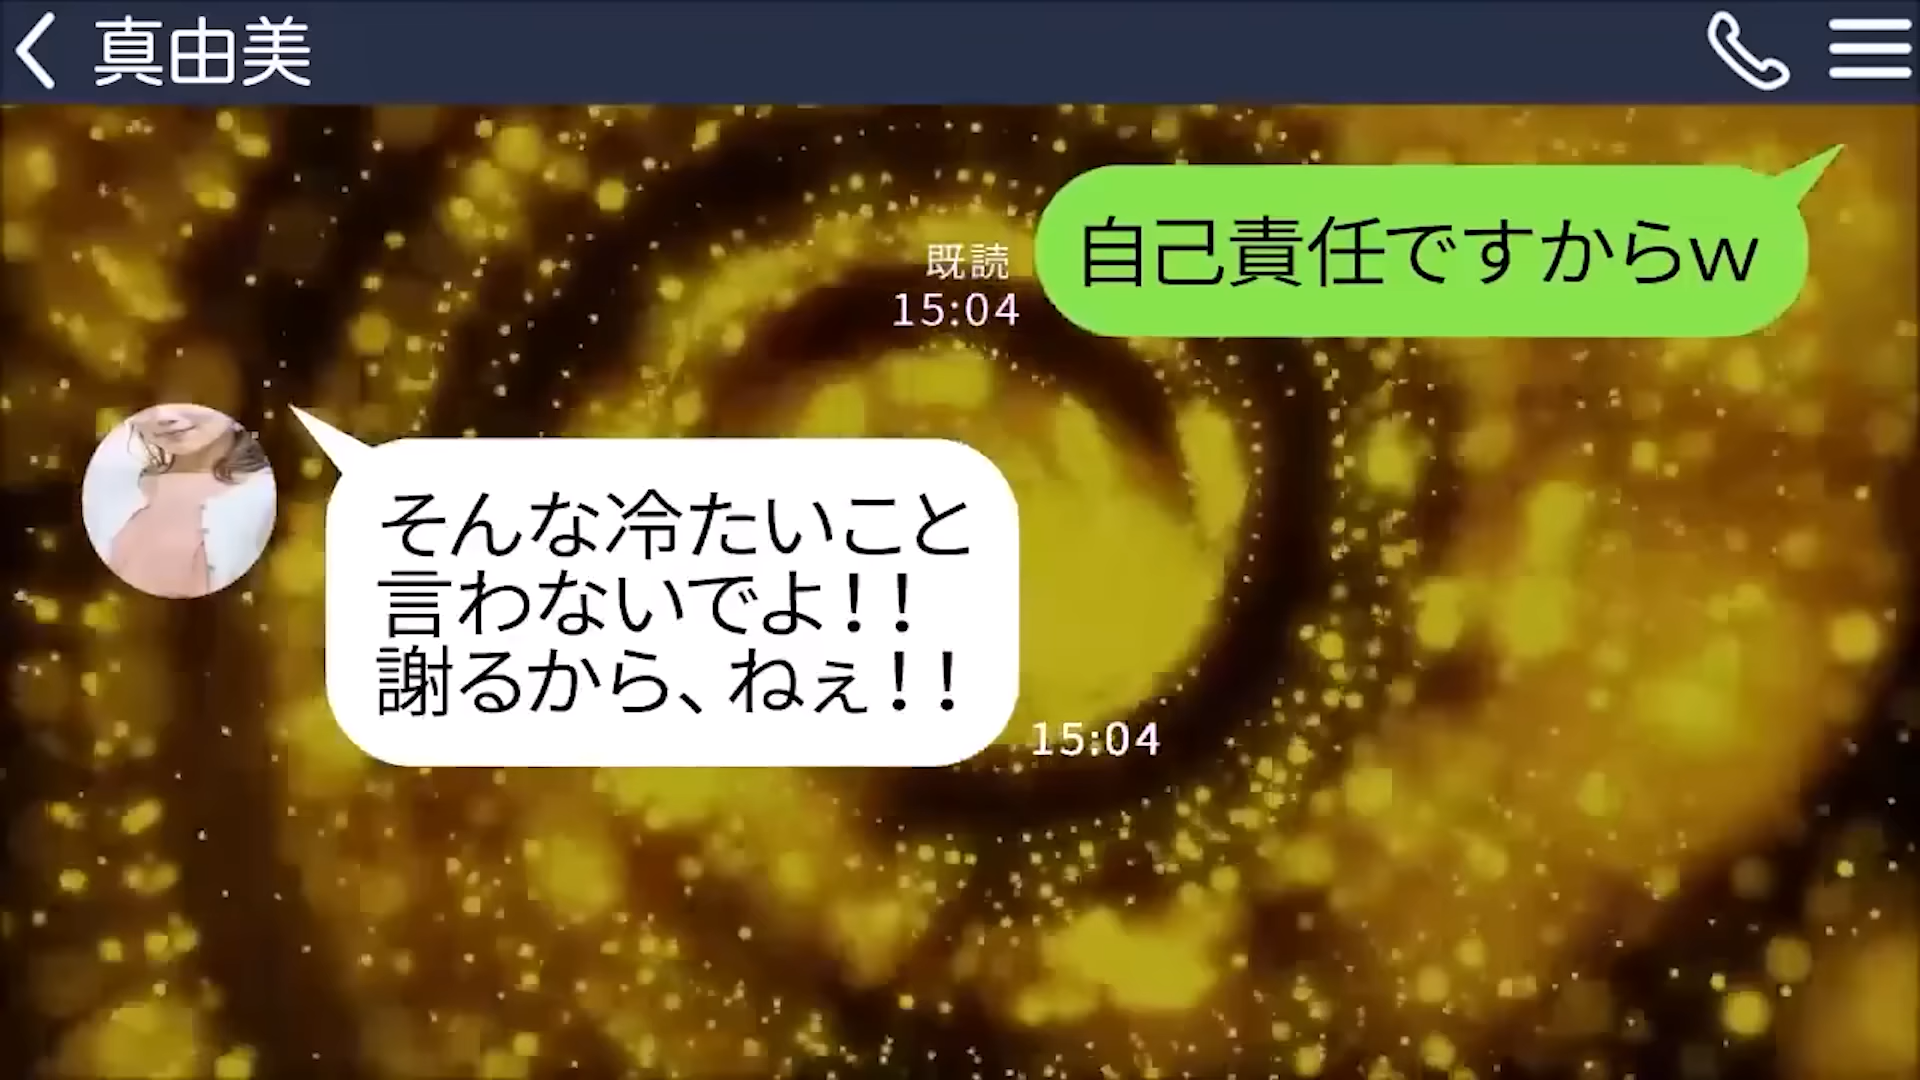 真由美
自己責任ですからｗ
既読
15:04
そんな冷たいこと
言わないでよ！！
謝るから、ねぇ！！
15:04